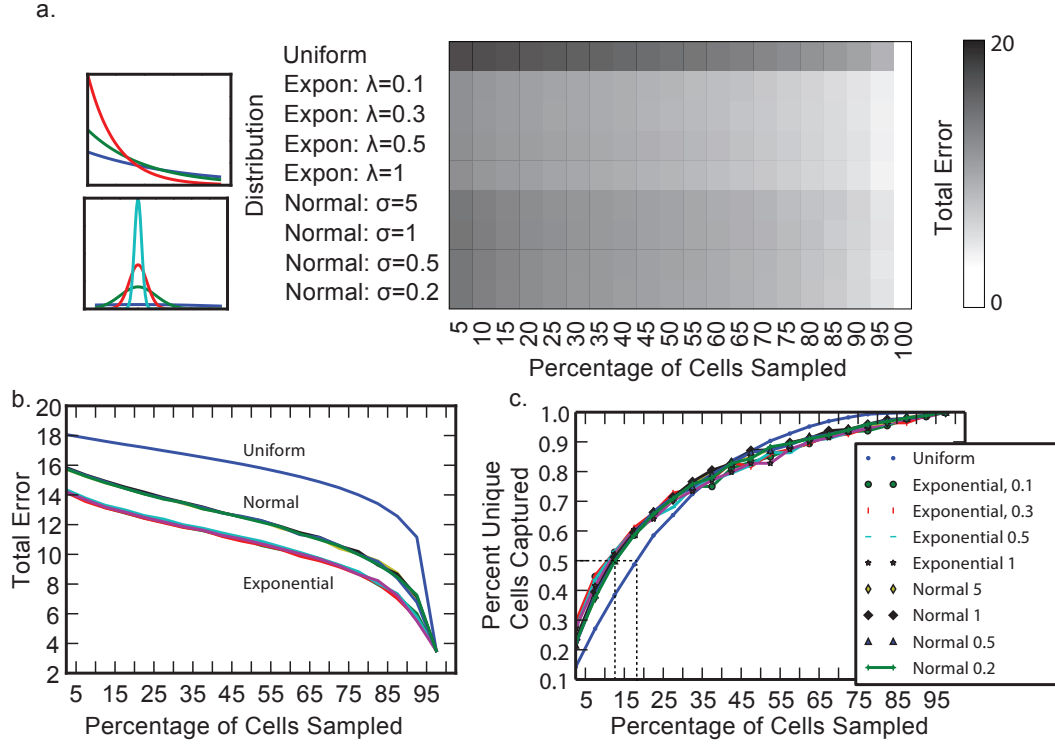 a.
Distribution
Uniform
Expon: λ=0.1
Expon: λ=0.3
Expon: λ=0.5
Expon: λ=1
Normal: σ=5
Normal: σ=1
Normal: σ=0.5
Normal: σ=0.2
5 10 15 20 25 30 35 40 45 50 55 60 65 70 75 80 85 90 95 100
Percentage of Cells Sampled
Total Error
20
0
b.
20
18
16
14
12
10
8
6
4
2
Total Error
Uniform
Normal
Exponential
5 15 25 35 45 55 65 75 85 95
Percentage of Cells Sampled
c.
1.0
0.9
0.8
0.7
0.6
0.5
0.4
0.3
0.2
0.1
Percent Unique
Cells Captured
5 15 25 35 45 55 65 75 85 95
Percentage of Cells Sampled
Uniform
Exponential, 0.1
Exponential, 0.3
Exponential 0.5
Exponential 1
Normal 5
Normal 1
Normal 0.5
Normal 0.2